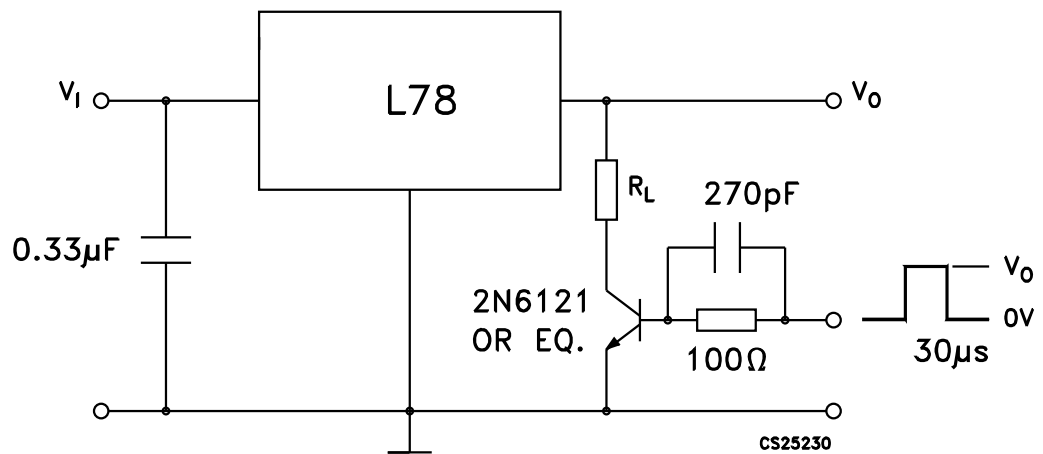 V_I
L78
V_O
R_L
270pF
0.33µF
2N6121
OR EQ.
100Ω
V_O
0V
30µs
CS25230